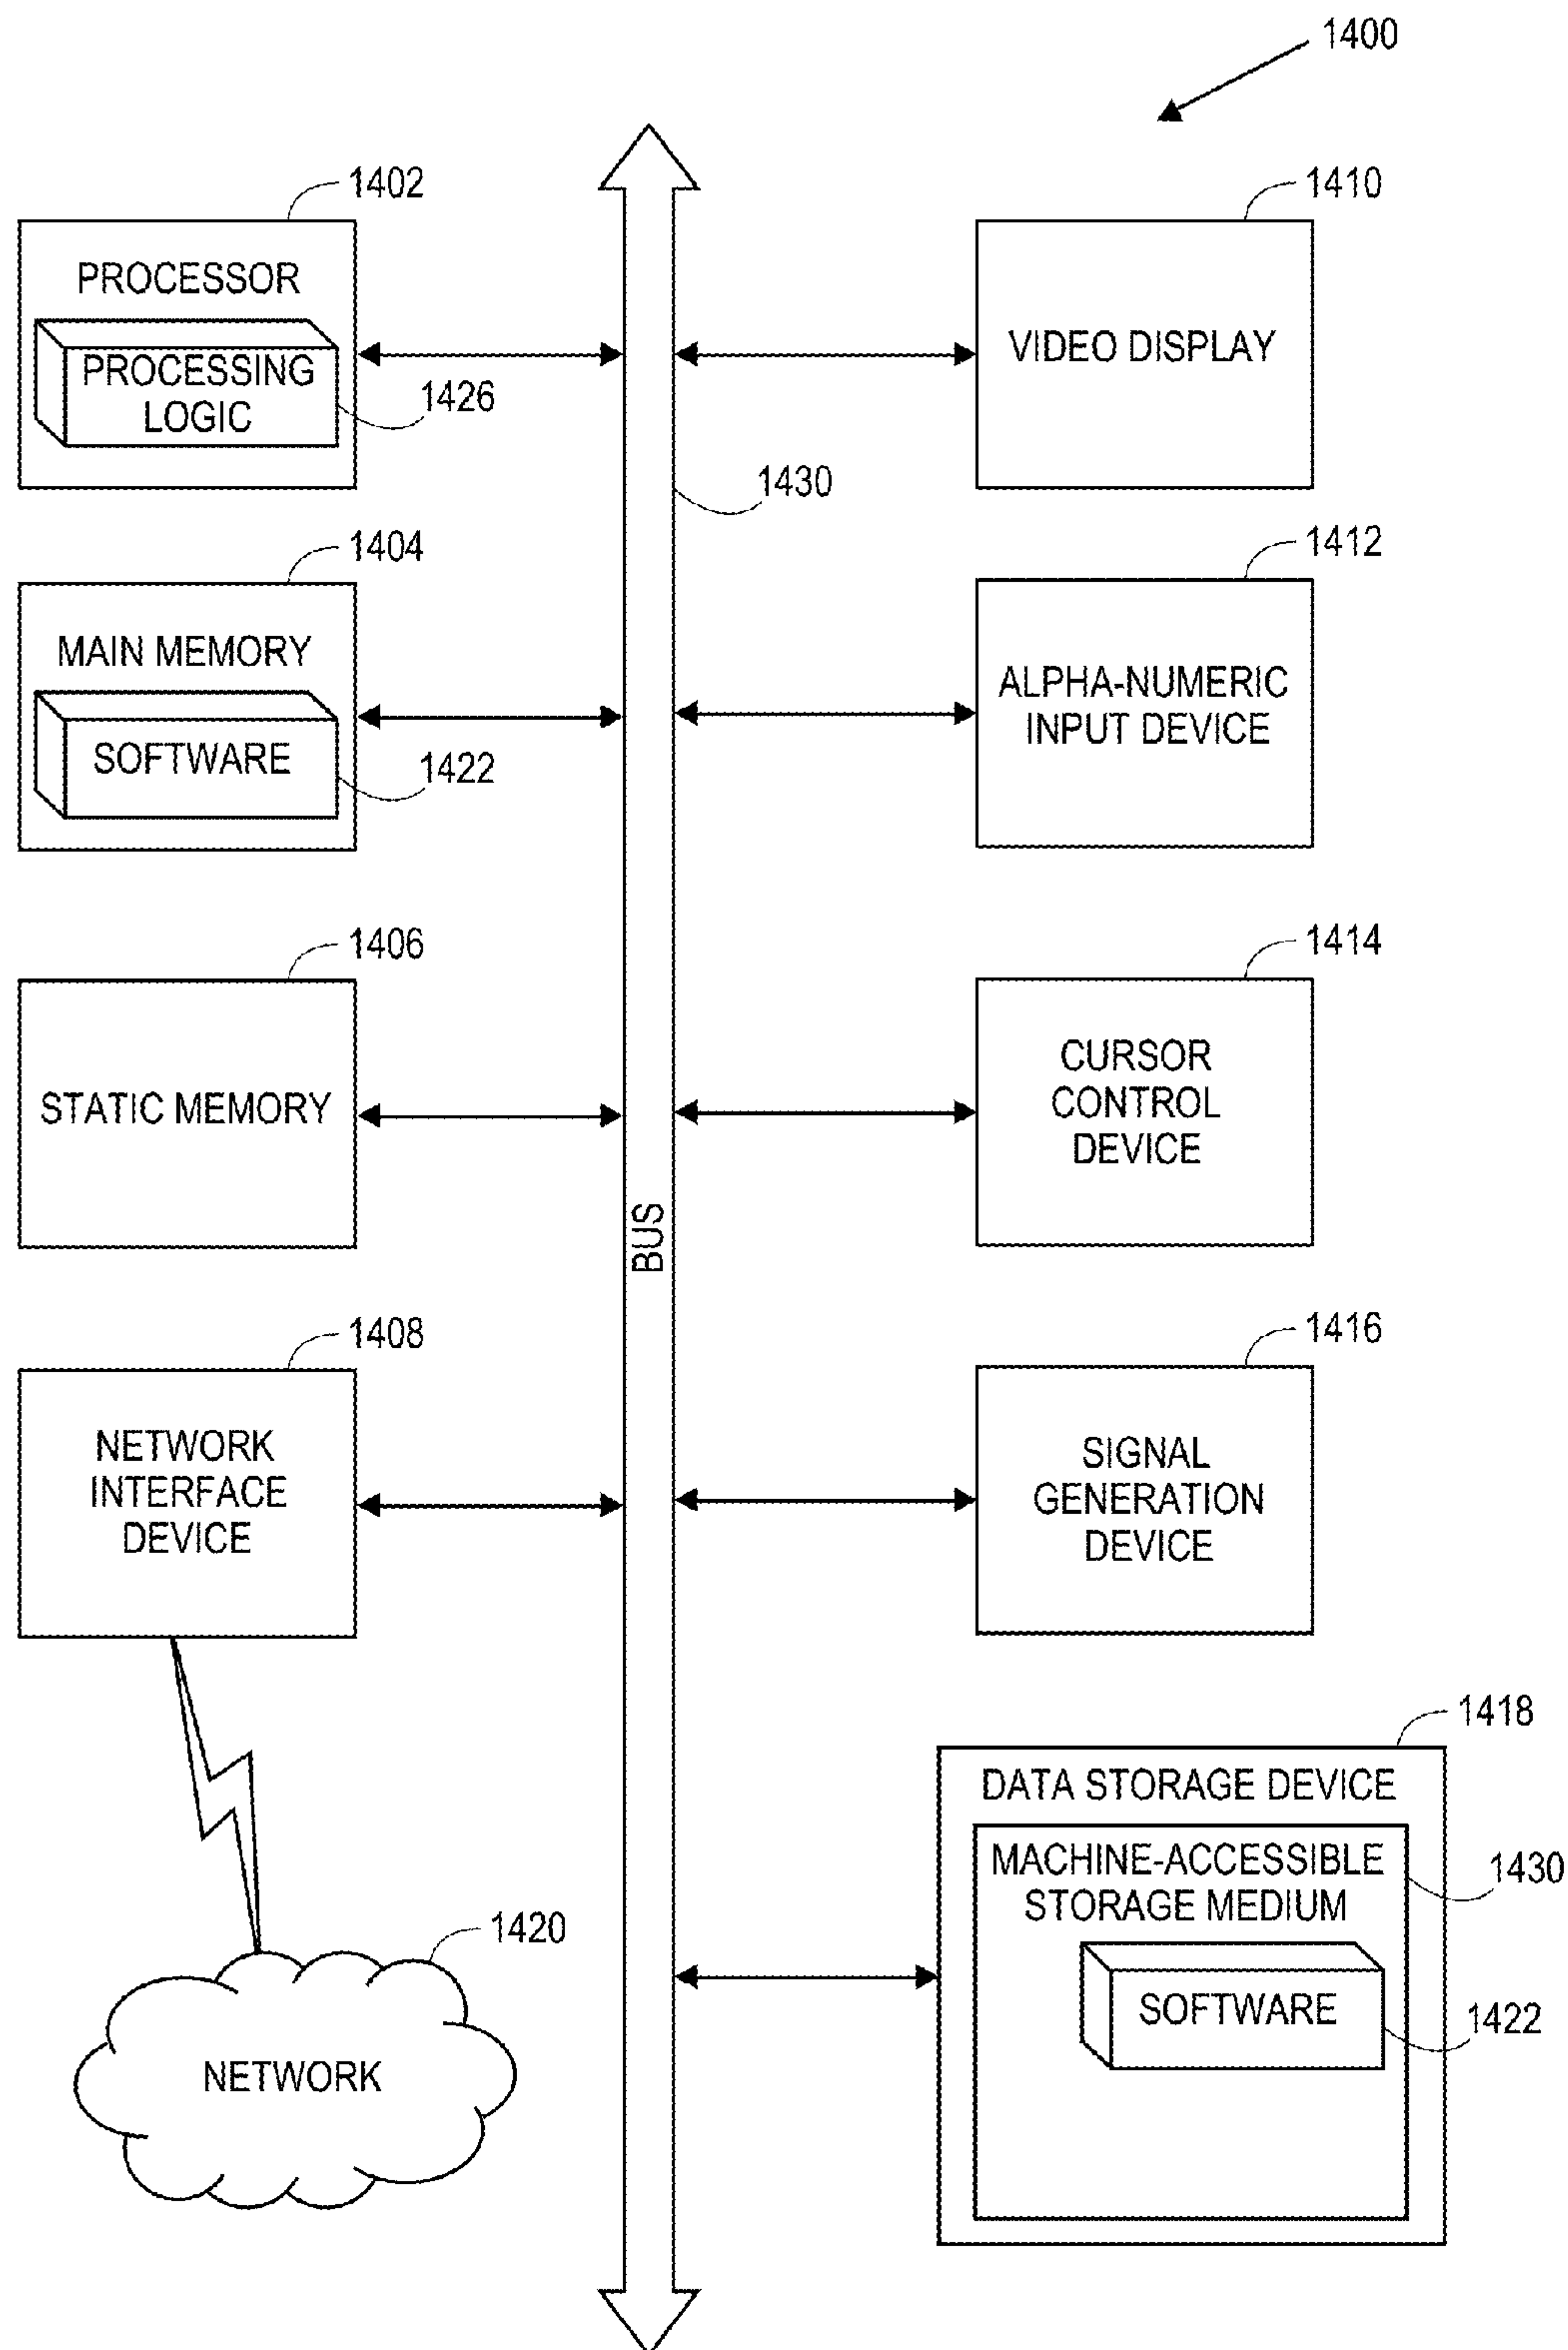 1400
1402
PROCESSOR
PROCESSING
LOGIC
1426
1404
MAIN MEMORY
SOFTWARE
1422
1406
STATIC MEMORY
1408
NETWORK
INTERFACE
DEVICE
1420
NETWORK
1430
BUS
1410
VIDEO DISPLAY
1412
ALPHA-NUMERIC
INPUT DEVICE
1414
CURSOR
CONTROL
DEVICE
1416
SIGNAL
GENERATION
DEVICE
1418
DATA STORAGE DEVICE
MACHINE-ACCESSIBLE
STORAGE MEDIUM
1430
SOFTWARE
1422